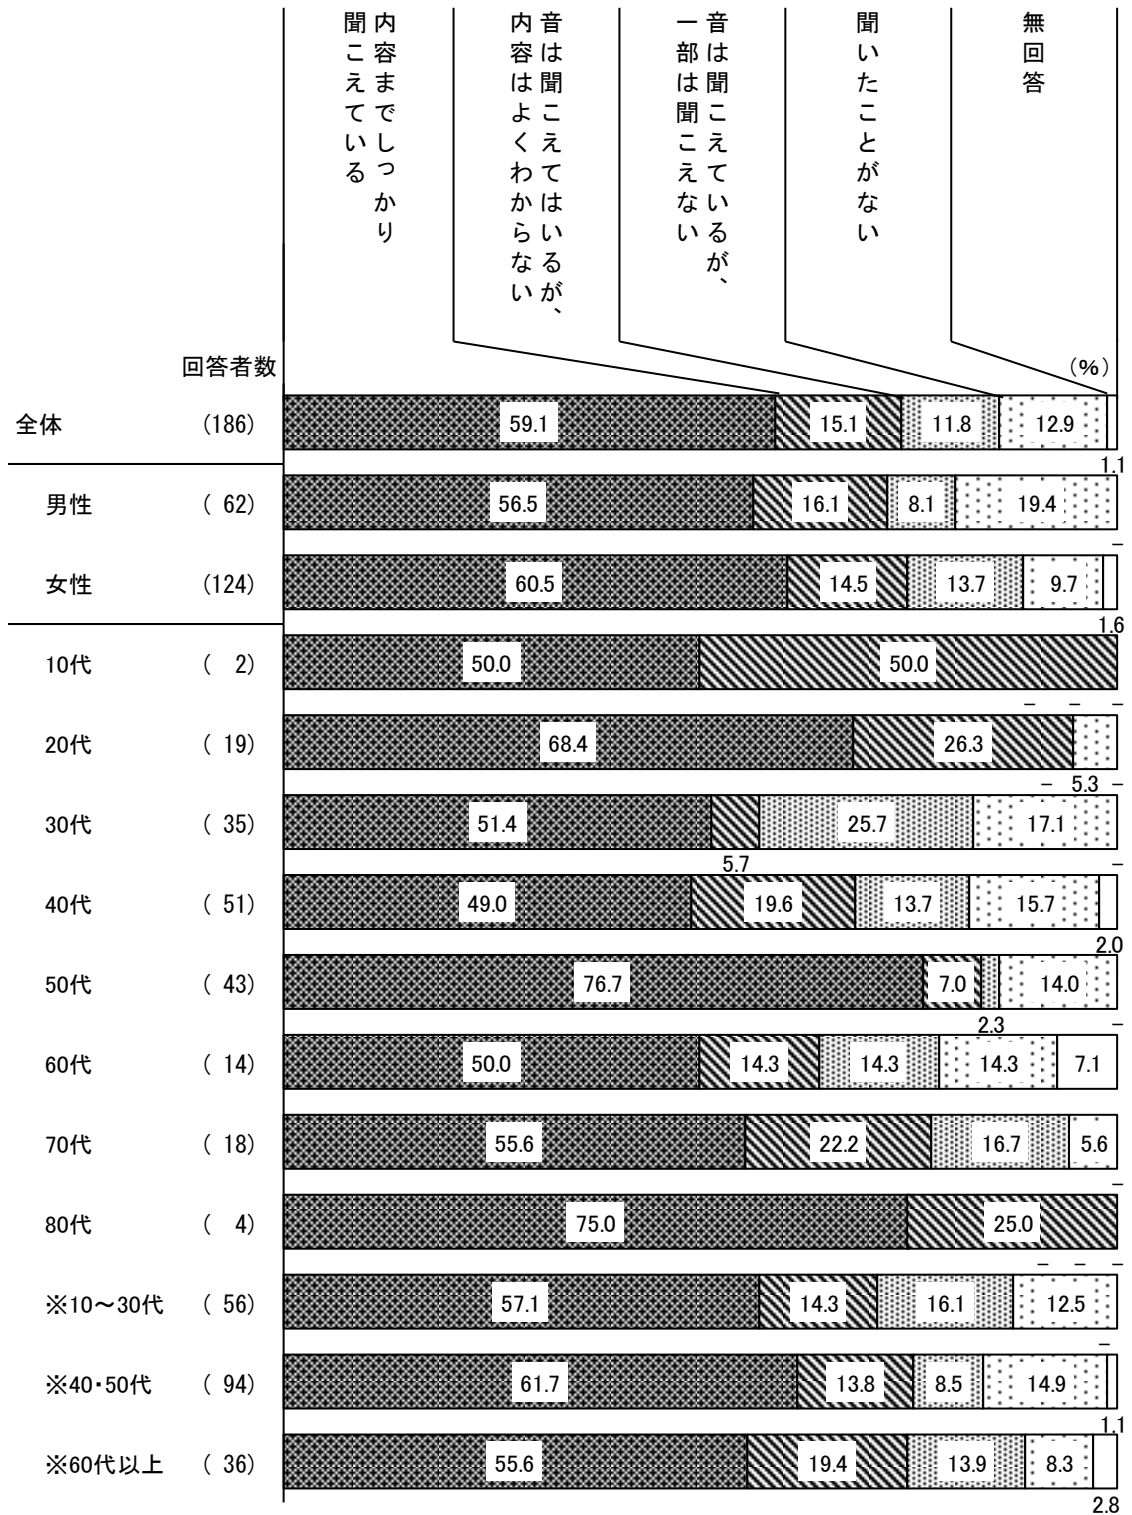 内容までしっかり
聞こえている
音は聞こえてはいるが、
内容はよくわからない
音は聞こえているが、
一部は聞こえない
聞いたことがない
無回答
回答者数
(%)
全体 (186) 59.1 15.1 11.8 12.9
1.1
男性 ( 62) 56.5 16.1 8.1 19.4
-
女性 (124) 60.5 14.5 13.7 9.7
1.6
10代 ( 2) 50.0 50.0
- - -
20代 ( 19) 68.4 26.3
- 5.3 -
30代 ( 35) 51.4 25.7 17.1
5.7 -
40代 ( 51) 49.0 19.6 13.7 15.7
2.0
50代 ( 43) 76.7 7.0 14.0
2.3 -
60代 ( 14) 50.0 14.3 14.3 14.3 7.1
70代 ( 18) 55.6 22.2 16.7 5.6
-
80代 ( 4) 75.0 25.0
- - -
※10～30代 ( 56) 57.1 14.3 16.1 12.5
-
※40・50代 ( 94) 61.7 13.8 8.5 14.9
1.1
※60代以上 ( 36) 55.6 19.4 13.9 8.3
2.8